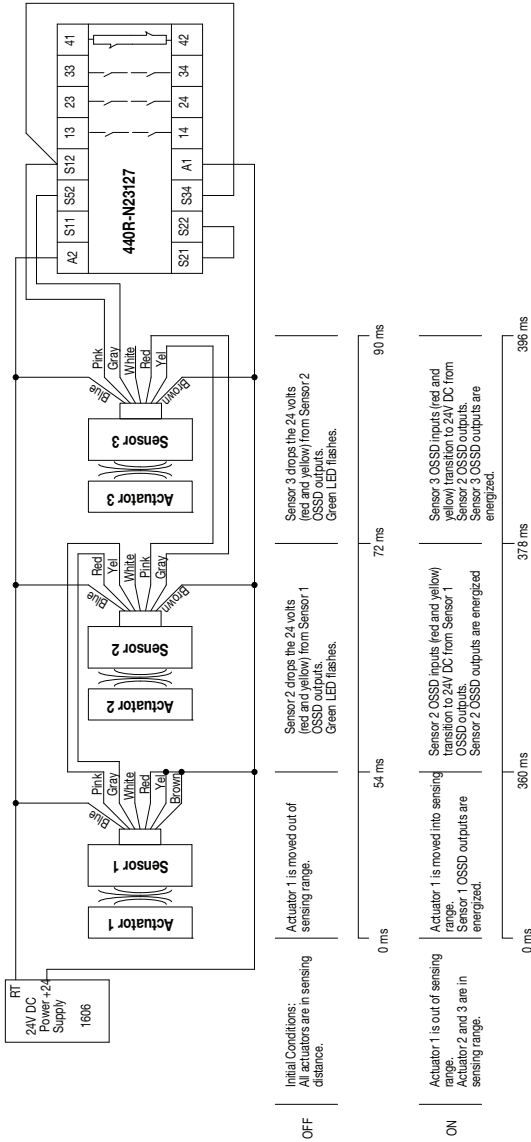 RT
24V DC
Power +24
Supply
1606
Actuator 1
Sensor 1
Blue
Pink
Gray
White
Red
Yel
Brown
Actuator 2
Sensor 2
Blue
Red
Yel
White
Pink
Gray
Brown
Actuator 3
Sensor 3
Blue
Pink
Gray
White
Red
Yel
Brown
A2 S11 S52 S12 13 23 33 41
440R-N23127
S21 S22 S34 A1 14 24 34 42
OFF
Initial Conditions:
All actuators are in sensing
distance.
Actuator 1 is moved out of
sensing range.
Sensor 2 drops the 24 volts
(red and yellow) from Sensor 1
OSSD outputs.
Green LED flashes.
Sensor 3 drops the 24 volts
(red and yellow) from Sensor 2
OSSD outputs.
Green LED flashes.
0 ms
54 ms
72 ms
90 ms
ON
Actuator 1 is out of sensing
range.
Actuator 2 and 3 are in
sensing range.
Actuator 1 is moved into sensing
range.
Sensor 1 OSSD outputs are
energized.
Sensor 2 OSSD inputs (red and yellow)
transition to 24V DC from Sensor 1
OSSD outputs.
Sensor 2 OSSD outputs are energized
Sensor 3 OSSD inputs (red and
yellow) transition to 24V DC from
Sensor 2 OSSD outputs.
Sensor 3 OSSD outputs are
energized.
0 ms
360 ms
378 ms
396 ms